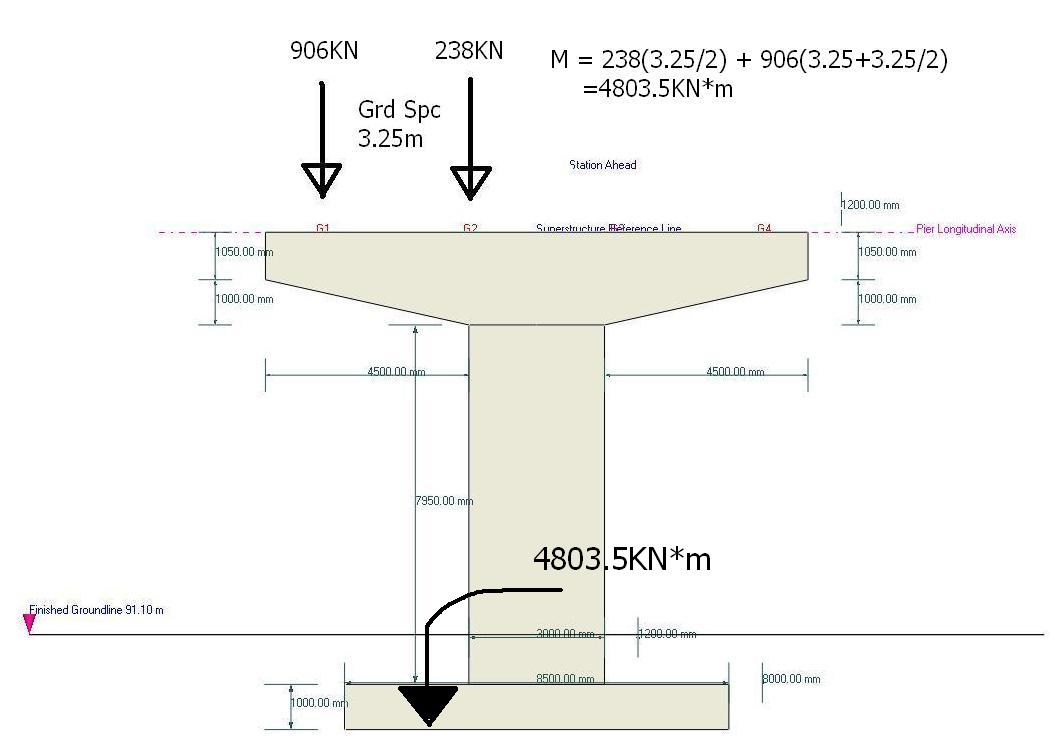 906KN
238KN
M = 238(3.25/2) + 906(3.25+3.25/2)
=4803.5KN*m
Grd Spc
3.25m
Station Ahead
1200.00 mm
G1
G2
Superstructure Reference Line
G4
Pier Longitudinal Axis
1050.00 mm
1050.00 mm
1000.00 mm
1000.00 mm
4500.00 mm
4500.00 mm
7950.00 mm
4803.5KN*m
Finished Groundline 91.10 m
3000.00 mm
1200.00 mm
8500.00 mm
8000.00 mm
1000.00 mm